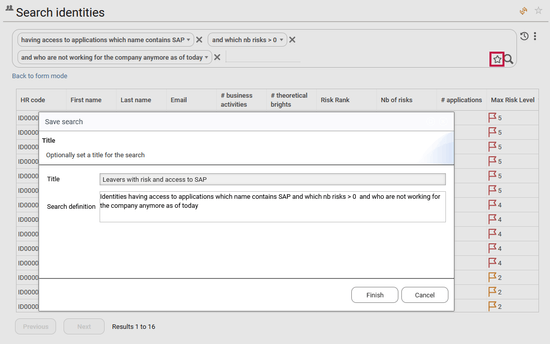 Search identities
having access to applications which name contains SAP
and which nb risks > 0
and who are not working for the company anymore as of today
Back to form mode
HR code First name Last name Email # business activities # theoretical brights Risk Rank Nb of risks # applications Max Risk Level
ID0000 5
ID0000 5
ID0000 5
ID0000 5
ID0000 5
ID0000 5
ID0000 4
ID0000 4
ID0000 4
ID0000 4
ID0000 4
ID0000 2
ID0000 2
ID0000 2
Save search
Title
Optionally set a title for the search
Title Leavers with risk and access to SAP
Search definition Identities having access to applications which name contains SAP and which nb risks > 0 and who are not working for
the company anymore as of today
Finish Cancel
Previous Next Results 1 to 16